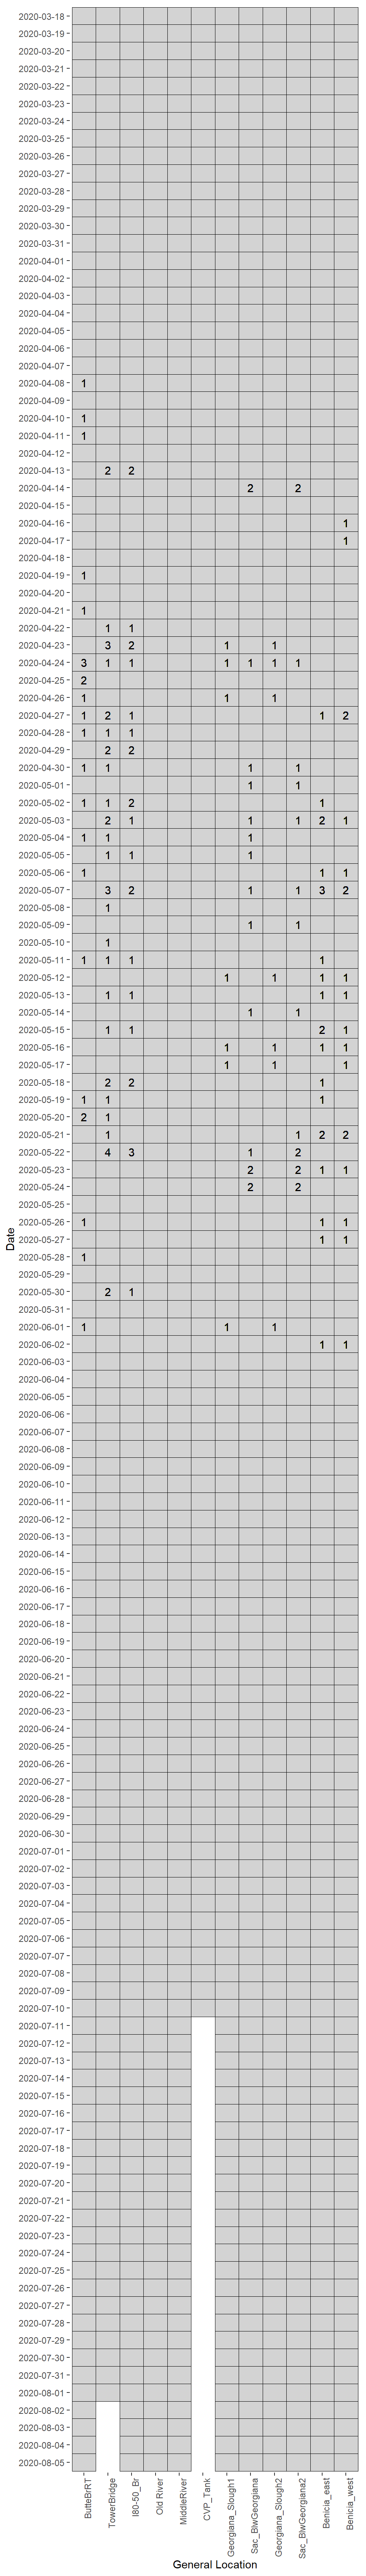 2020-03-18
2020-03-19
2020-03-20
2020-03-21
2020-03-22
2020-03-23
2020-03-24
2020-03-25
2020-03-26
2020-03-27
2020-03-28
2020-03-29
2020-03-30
2020-03-31
2020-04-01
2020-04-02
2020-04-03
2020-04-04
2020-04-05
2020-04-06
2020-04-07
2020-04-08 1
2020-04-09
2020-04-10 1
2020-04-11 1
2020-04-12
2020-04-13 2 2
2020-04-14 2 2
2020-04-15
2020-04-16 1
2020-04-17 1
2020-04-18
2020-04-19 1
2020-04-20
2020-04-21 1
2020-04-22 1 1
2020-04-23 3 2 1 1
2020-04-24 3 1 1 1 1 1 1
2020-04-25 2
2020-04-26 1 1 1
2020-04-27 1 2 1 1 2
2020-04-28 1 1 1
2020-04-29 2 2
2020-04-30 1 1 1 1
2020-05-01 1 1
2020-05-02 1 1 2 1
2020-05-03 2 1 1 1 2 1
2020-05-04 1 1 1
2020-05-05 1 1 1
2020-05-06 1 1 1
2020-05-07 3 2 1 1 3 2
2020-05-08 1
2020-05-09 1 1
2020-05-10 1
2020-05-11 1 1 1 1
2020-05-12 1 1 1 1
2020-05-13 1 1 1 1
2020-05-14 1 1
2020-05-15 1 1 2 1
2020-05-16 1 1 1 1
2020-05-17 1 1 1
2020-05-18 2 2 1
2020-05-19 1 1 1
2020-05-20 2 1
2020-05-21 1 1 2 2
2020-05-22 4 3 1 2
2020-05-23 2 2 1 1
2020-05-24 2 2
2020-05-25
2020-05-26 1 1 1
2020-05-27 1 1
2020-05-28 1
2020-05-29
2020-05-30 2 1
2020-05-31
2020-06-01 1 1 1
2020-06-02 1 1
2020-06-03
2020-06-04
2020-06-05
2020-06-06
2020-06-07
2020-06-08
2020-06-09
2020-06-10
2020-06-11
2020-06-12
2020-06-13
2020-06-14
2020-06-15
2020-06-16
2020-06-17
2020-06-18
2020-06-19
2020-06-20
2020-06-21
2020-06-22
2020-06-23
2020-06-24
2020-06-25
2020-06-26
2020-06-27
2020-06-28
2020-06-29
2020-06-30
2020-07-01
2020-07-02
2020-07-03
2020-07-04
2020-07-05
2020-07-06
2020-07-07
2020-07-08
2020-07-09
2020-07-10
2020-07-11
2020-07-12
2020-07-13
2020-07-14
2020-07-15
2020-07-16
2020-07-17
2020-07-18
2020-07-19
2020-07-20
2020-07-21
2020-07-22
2020-07-23
2020-07-24
2020-07-25
2020-07-26
2020-07-27
2020-07-28
2020-07-29
2020-07-30
2020-07-31
2020-08-01
2020-08-02
2020-08-03
2020-08-04
2020-08-05
Date
ButteBrRT
TowerBridge
I80-50_Br
Old River
MiddleRiver
CVP_Tank
Georgiana_Slough1
Sac_BlwGeorgiana
Georgiana_Slough2
Sac_BlwGeorgiana2
Benicia_east
Benicia_west
General Location